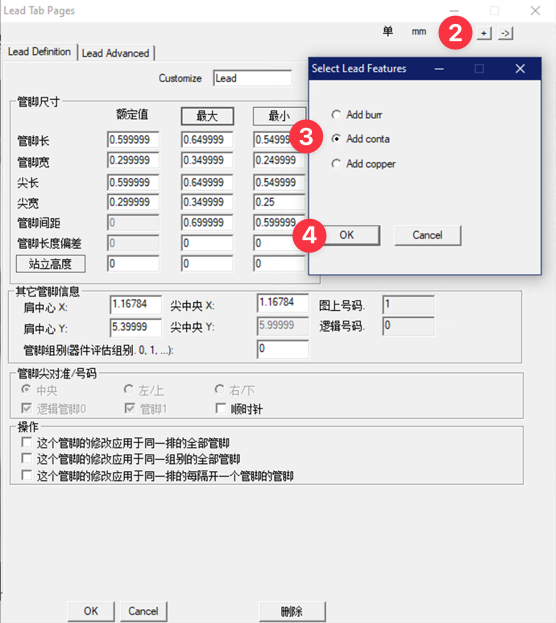 Lead Tab Pages
单 mm 2 + ->
Lead Definition Lead Advanced
Customize Lead
管脚尺寸
额定值 最大 最小
管脚长 0.599999 0.649999 0.54999
管脚宽 0.299999 0.349999 0.249999
尖长 0.599999 0.649999 0.549999
尖宽 0.299999 0.349999 0.25
管脚间距 0 0.699999 0.599999
管脚长度偏差 0 0 0
站立高度 0 0 0
Select Lead Features
Add burr
3 Add conta
Add copper
4 OK Cancel
其它管脚信息
肩中心 X: 1.16784 尖中央 X: 1.16784 图上号码. 1
肩中心 Y: 5.39999 尖中央 Y: 5.99999 逻辑号码. 0
管脚组别(器件评估组别. 0, 1, ...): 0
管脚尖对准/号码
中央 左/上 右/下
逻辑管脚0 管脚1 顺时针
操作
这个管脚的修改应用于同一排的全部管脚
这个管脚的修改应用于同一组别的全部管脚
这个管脚的修改应用于同一排的每隔开一个管脚的管脚
OK Cancel 删除